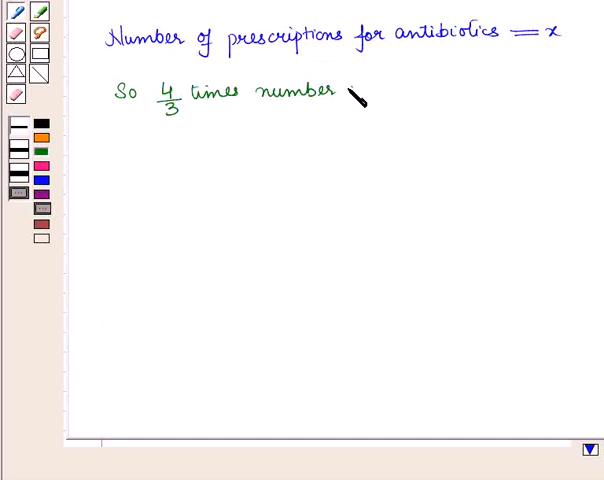 Number of prescriptions for antibiotics = x
So 4/3 times number